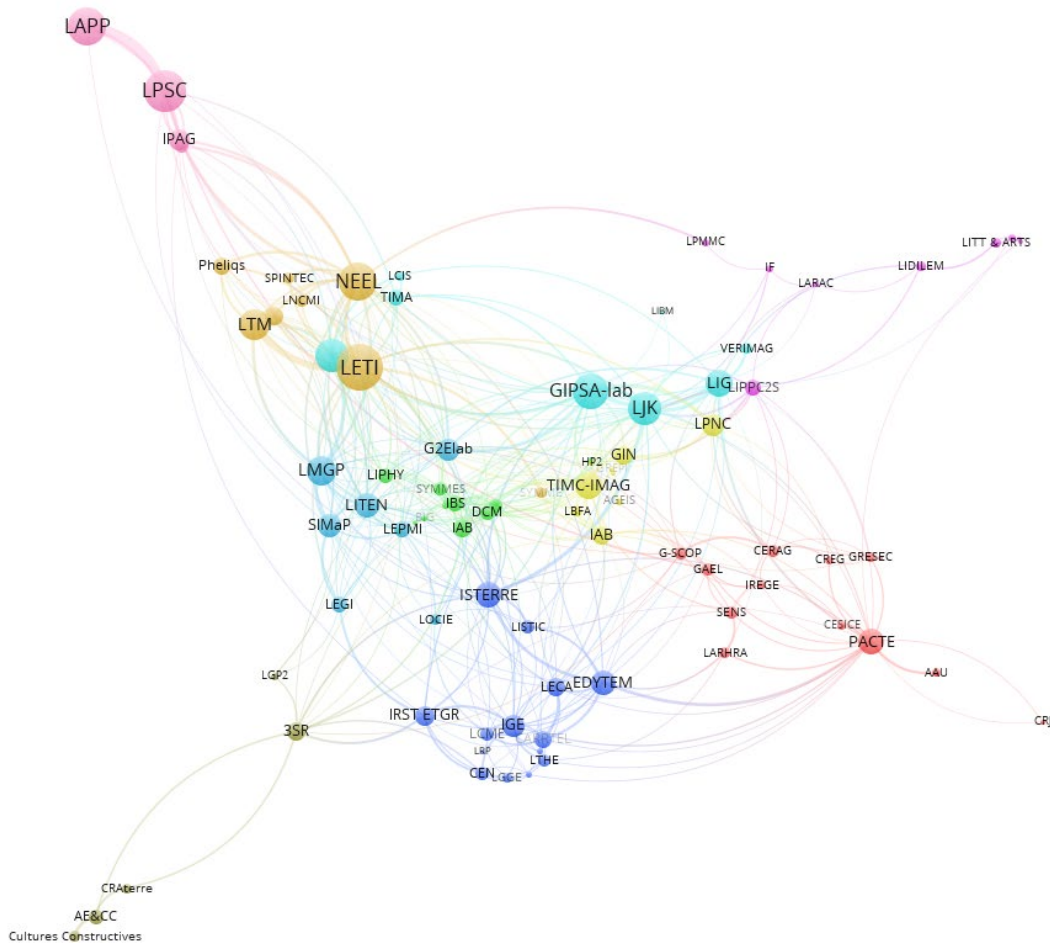 LAPP
LPSC
IPAG
LPMMC
LITT & ARTS
Pheliqs
SPINTEC
NEEL
LCIS
IF
LIDILEM
LARAC
LNCMI
TIMA
LTM
LIBM
LETI
VERIMAG
GIPSA-lab
LJK
LIG
LIPPC2S
LPNC
G2Elab
GIN
LMGP
LIPHY
HP2
SYMMES
TIMC-IMAG
AGEIS
LITEN
IBS
DCM
LBFA
SIMaP
LEPMI
IAB
IAB
G-SCOP
CERAG
CREG
GRESEC
GAEL
IREGE
ISTERRE
LEGI
LOCIE
LISTIC
SENS
CESICE
PACTE
LARHRA
LGP2
LECA
EDYTEM
AAU
IRST ETGR
IGE
3SR
LCME
LRP
LTHE
CEN
LGGE
CRAterre
AE&CC
Cultures Constructives